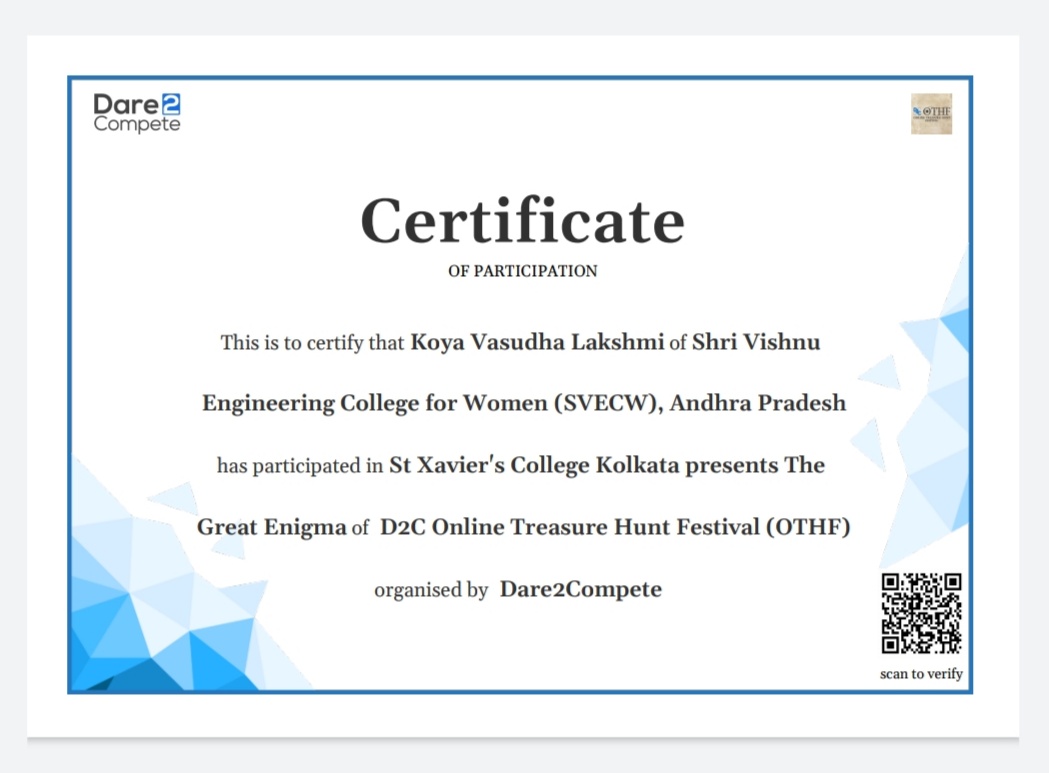 Dare2
Compete
OTHF
Certificate
OF PARTICIPATION
This is to certify that Koya Vasudha Lakshmi of Shri Vishnu
Engineering College for Women (SVECW), Andhra Pradesh
has participated in St Xavier's College Kolkata presents The
Great Enigma of D2C Online Treasure Hunt Festival (OTHF)
organised by Dare2Compete
scan to verify